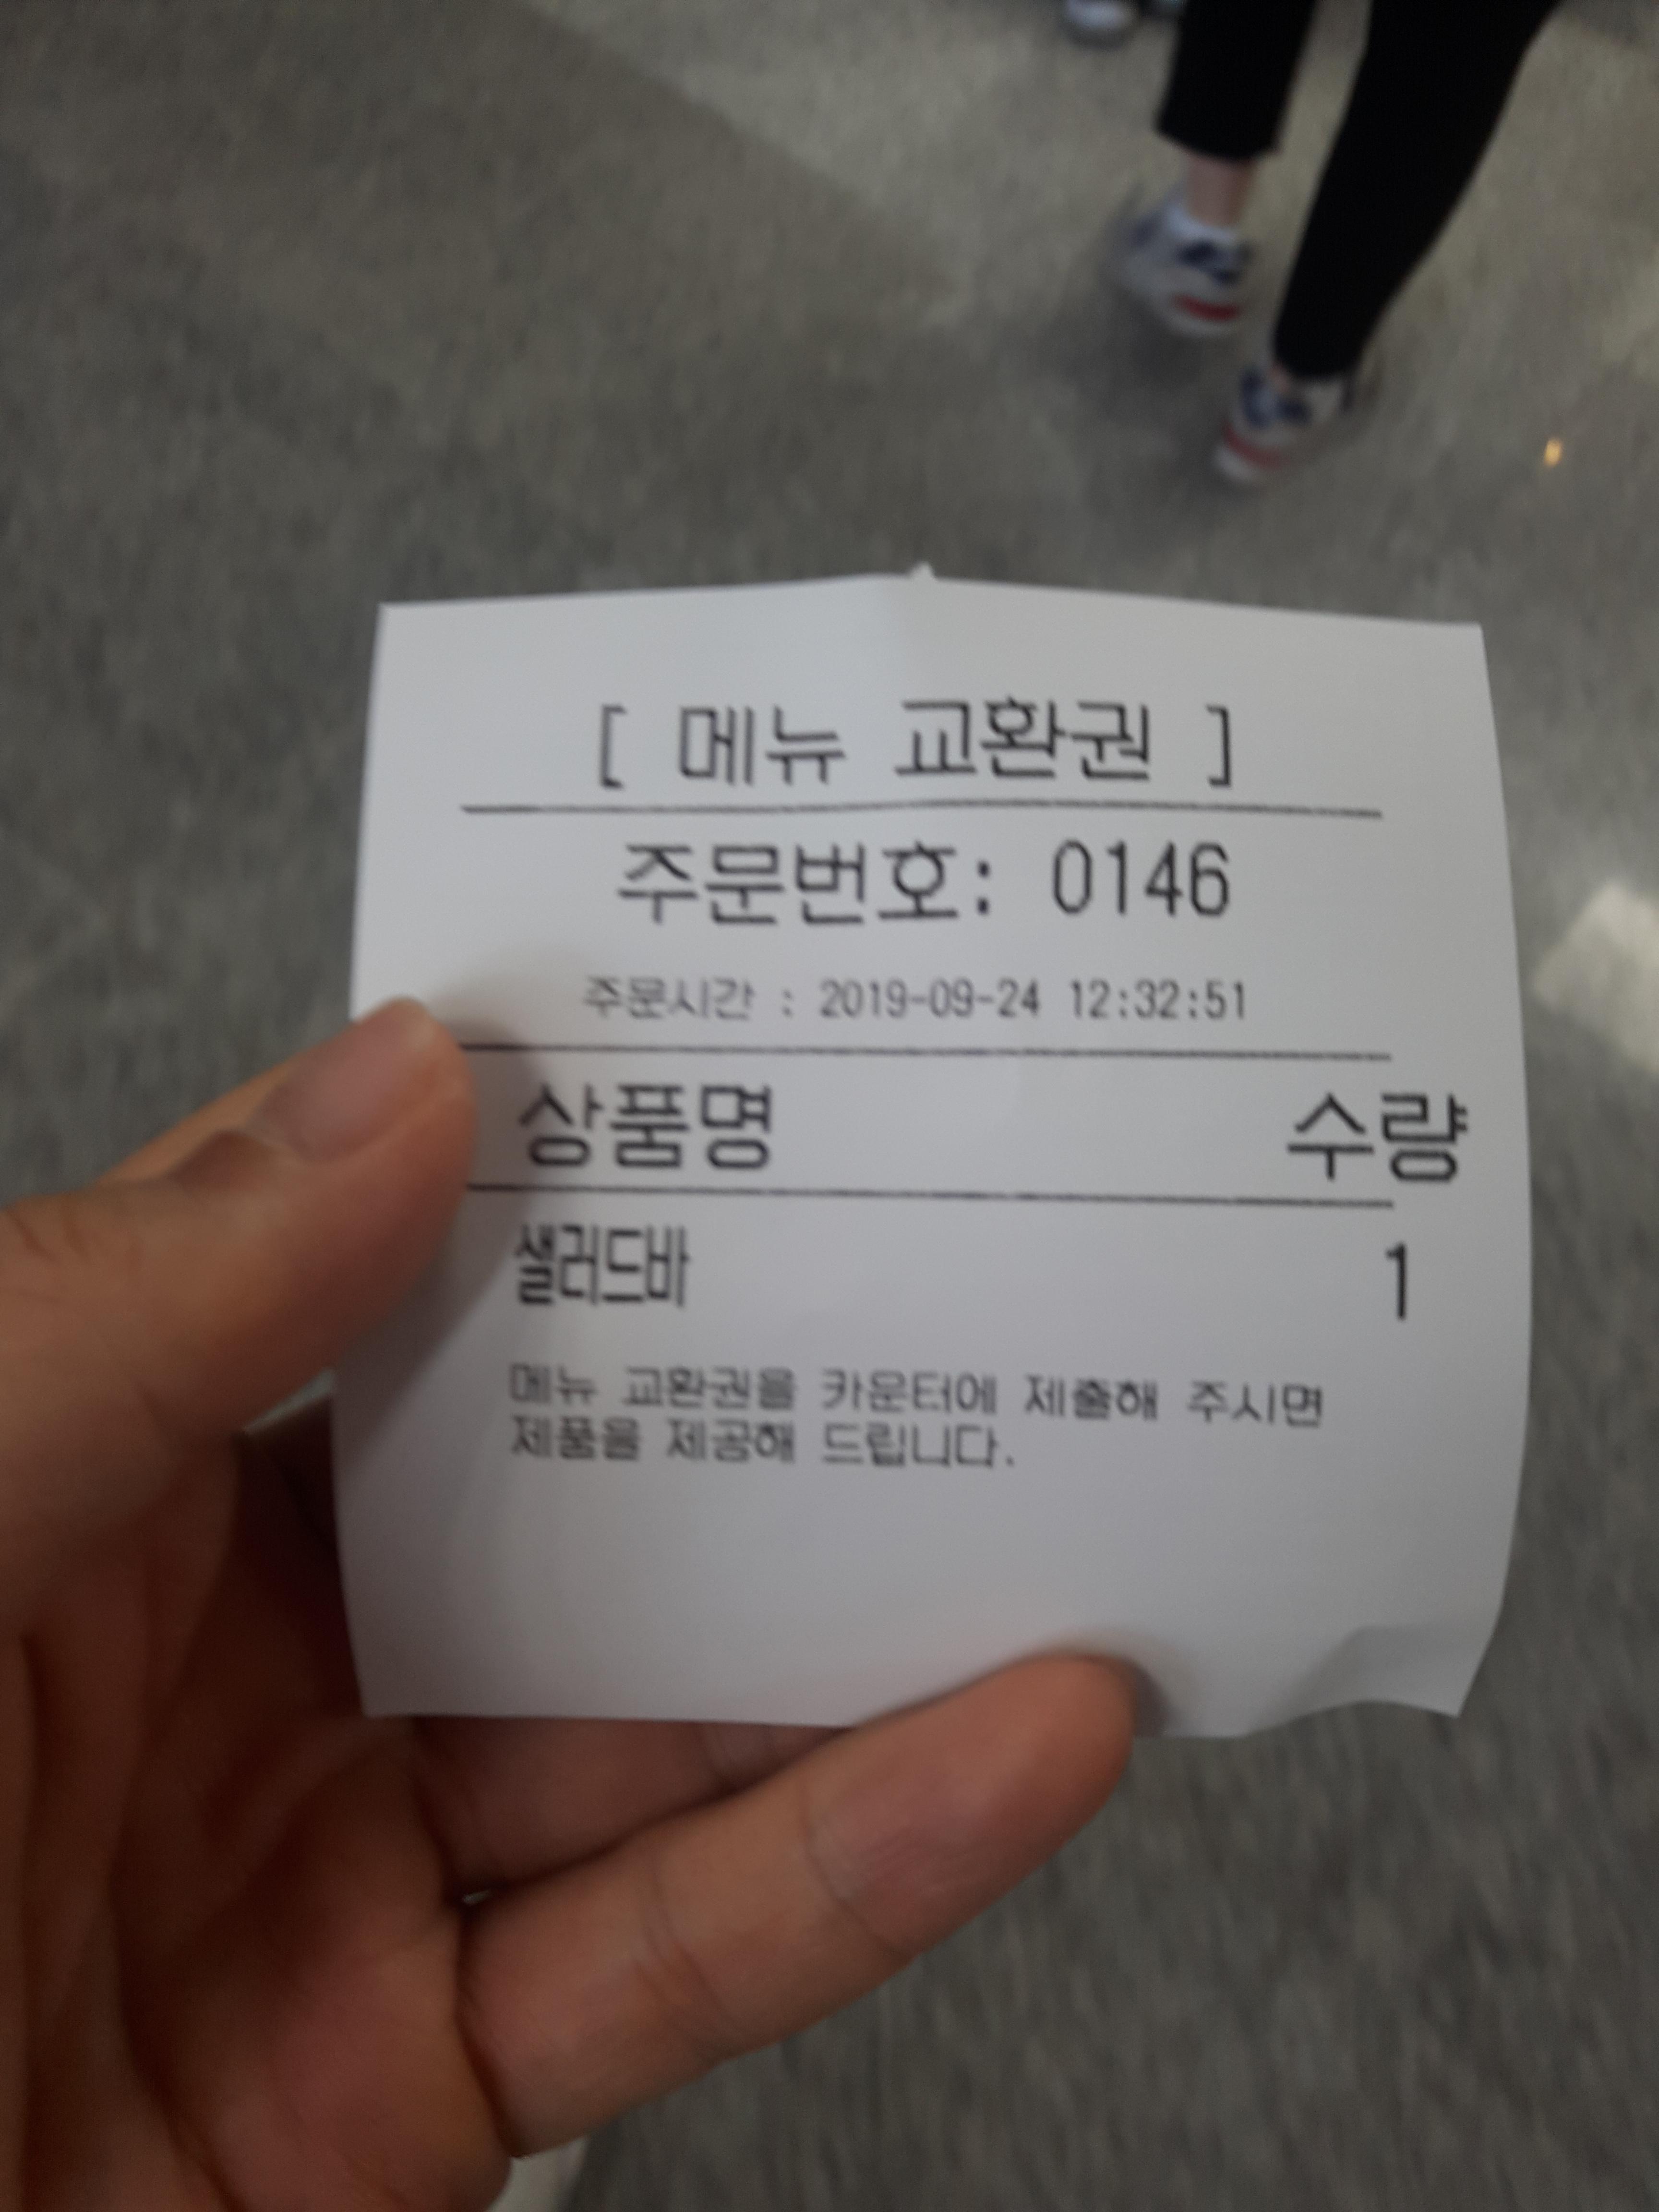 [ 메뉴 교환권 ]
주문번호: 0146
주문시간 : 2019-09-24 12:32:51
상품명 수량
샐러드바 1
메뉴 교환권을 카운터에 제출해 주시면
제품을 제공해 드립니다.